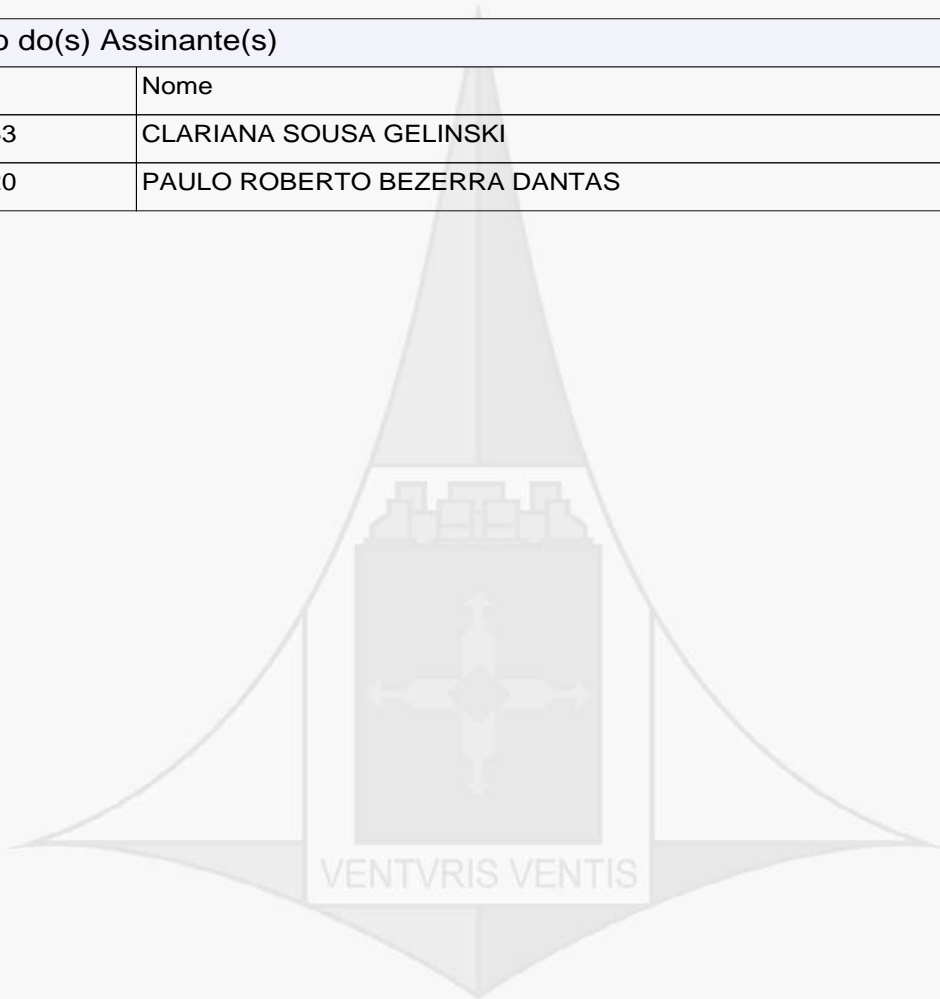 o do(s) Assinante(s)
Nome
3 CLARIANA SOUSA GELINSKI
0 PAULO ROBERTO BEZERRA DANTAS
VENTVRIS VENTIS